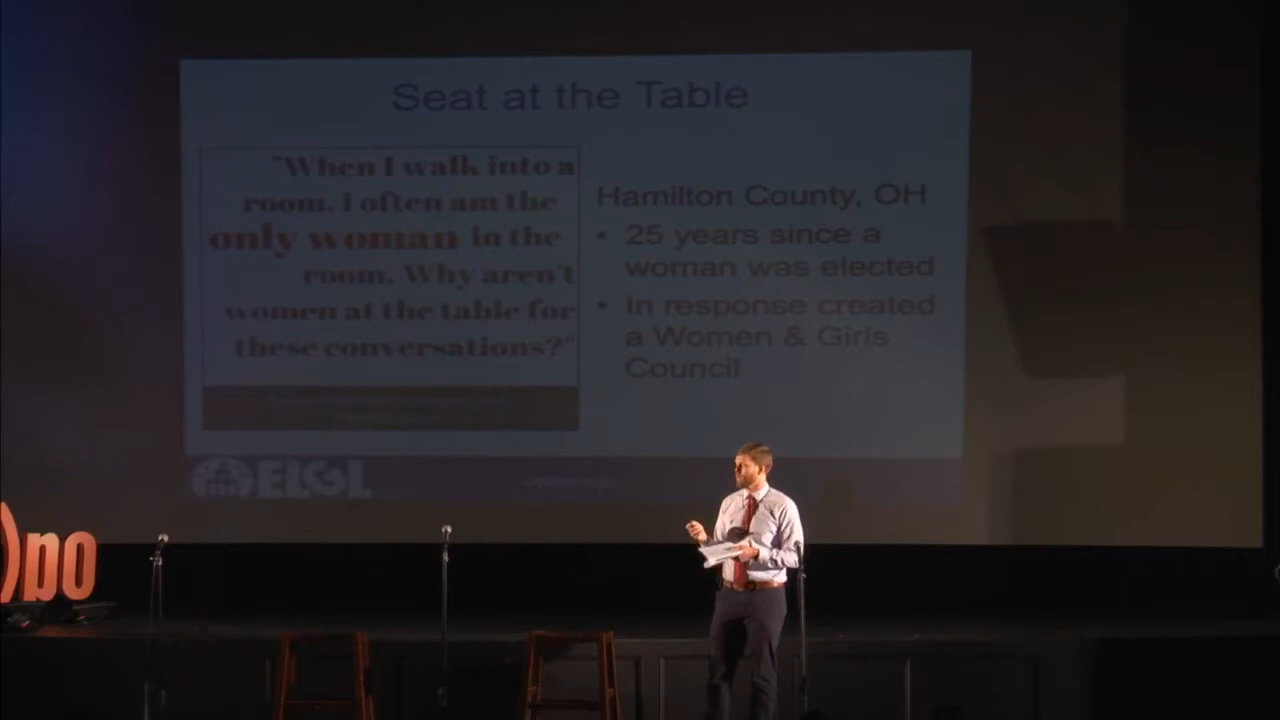 Seat at the Table
"When I walk into a
room, I often am the
only woman in the
room. Why aren't
women at the table for
these conversations?"
Hamilton County, OH
• 25 years since a
woman was elected
• In response created
a Women & Girls
Council
ELGL
po